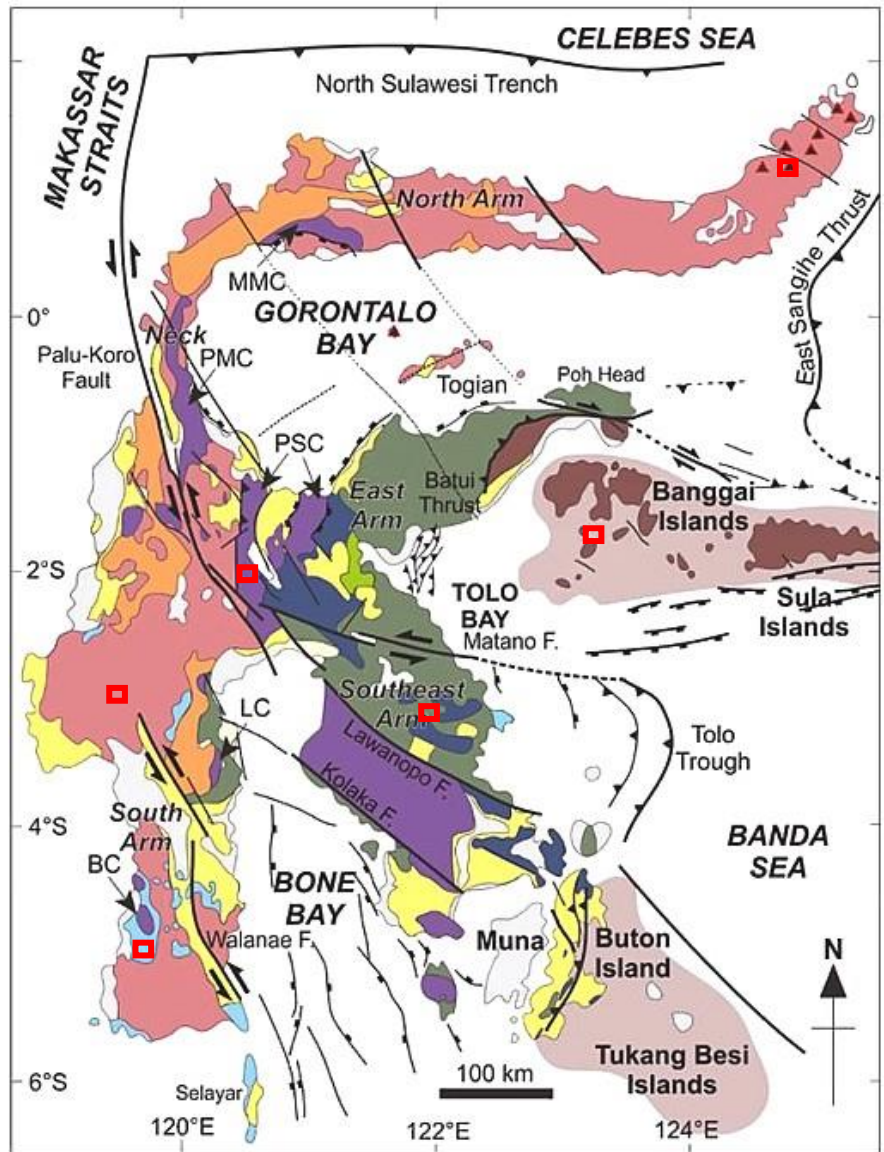 CELEBES SEA
North Sulawesi Trench
MAKASSAR
STRAITS
North Arm
MMC
East Sangihe Thrust
0°
GORONTALO
BAY
Neck
Palu-Koro
Fault
PMC
Togian
Poh Head
PSC
East
Arm
Batui
Thrust
Banggai
Islands
2°S
TOLO
BAY
Matano F.
Sula
Islands
Southeast
Arm
LC
Lawanopo F.
Kolaka F.
Tolo
Trough
South
Arm
4°S
BANDA
SEA
BC
BONE
BAY
Walanae F.
Muna
Buton
Island
N
Tukang Besi
Islands
6°S
Selayar
100 km
120°E
122°E
124°E